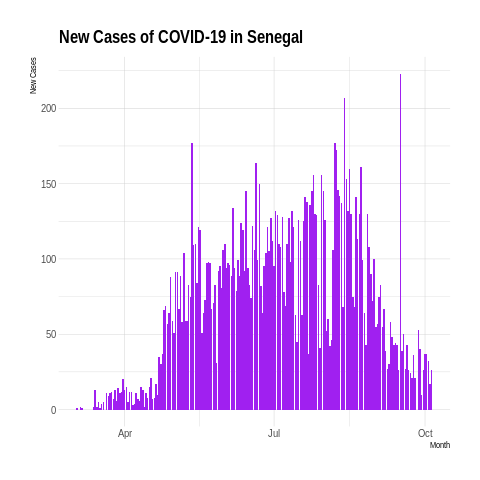 New Cases of COVID-19 in Senegal
New Cases
200
150
100
50
0
Apr
Jul
Oct
Month